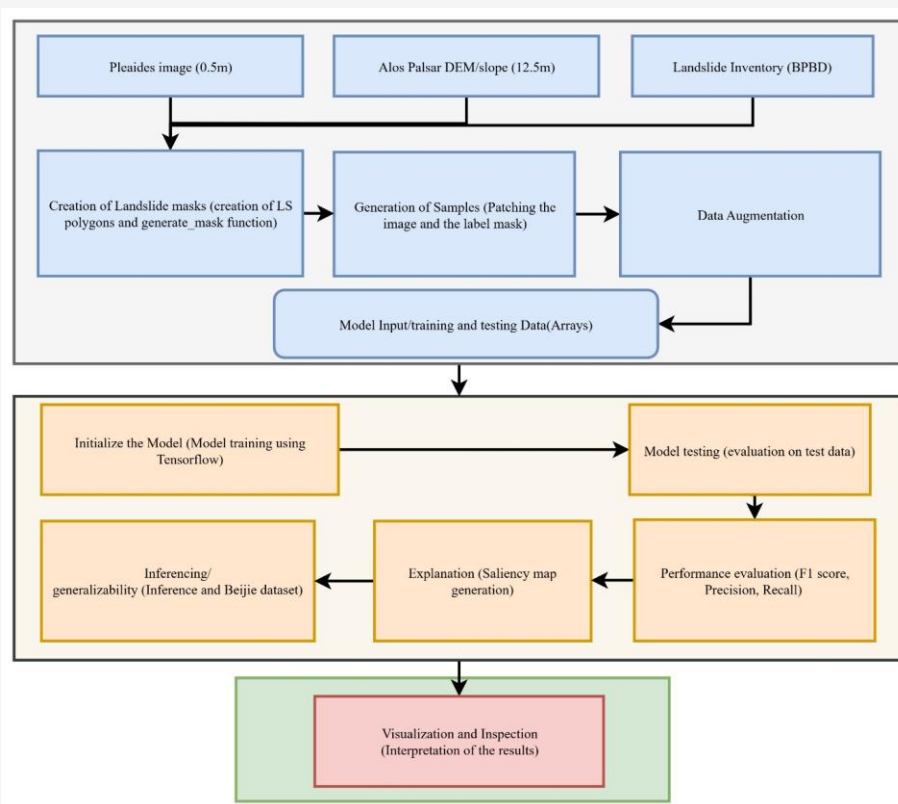 Pleaides image (0.5m)
Alos Palsar DEM/slope (12.5m)
Landslide Inventory (BPBD)
Creation of Landslide masks (creation of LS
polygons and generate_mask function)
Generation of Samples (Patching the
image and the label mask)
Data Augmentation
Model Input/training and testing Data(Arrays)
Initialize the Model (Model training using
Tensorflow)
Model testing (evaluation on test data)
Inferencing/
generalizability (Inference and Beijie dataset)
Explanation (Saliency map
generation)
Performance evaluation (F1 score,
Precision, Recall)
Visualization and Inspection
(Interpretation of the results)